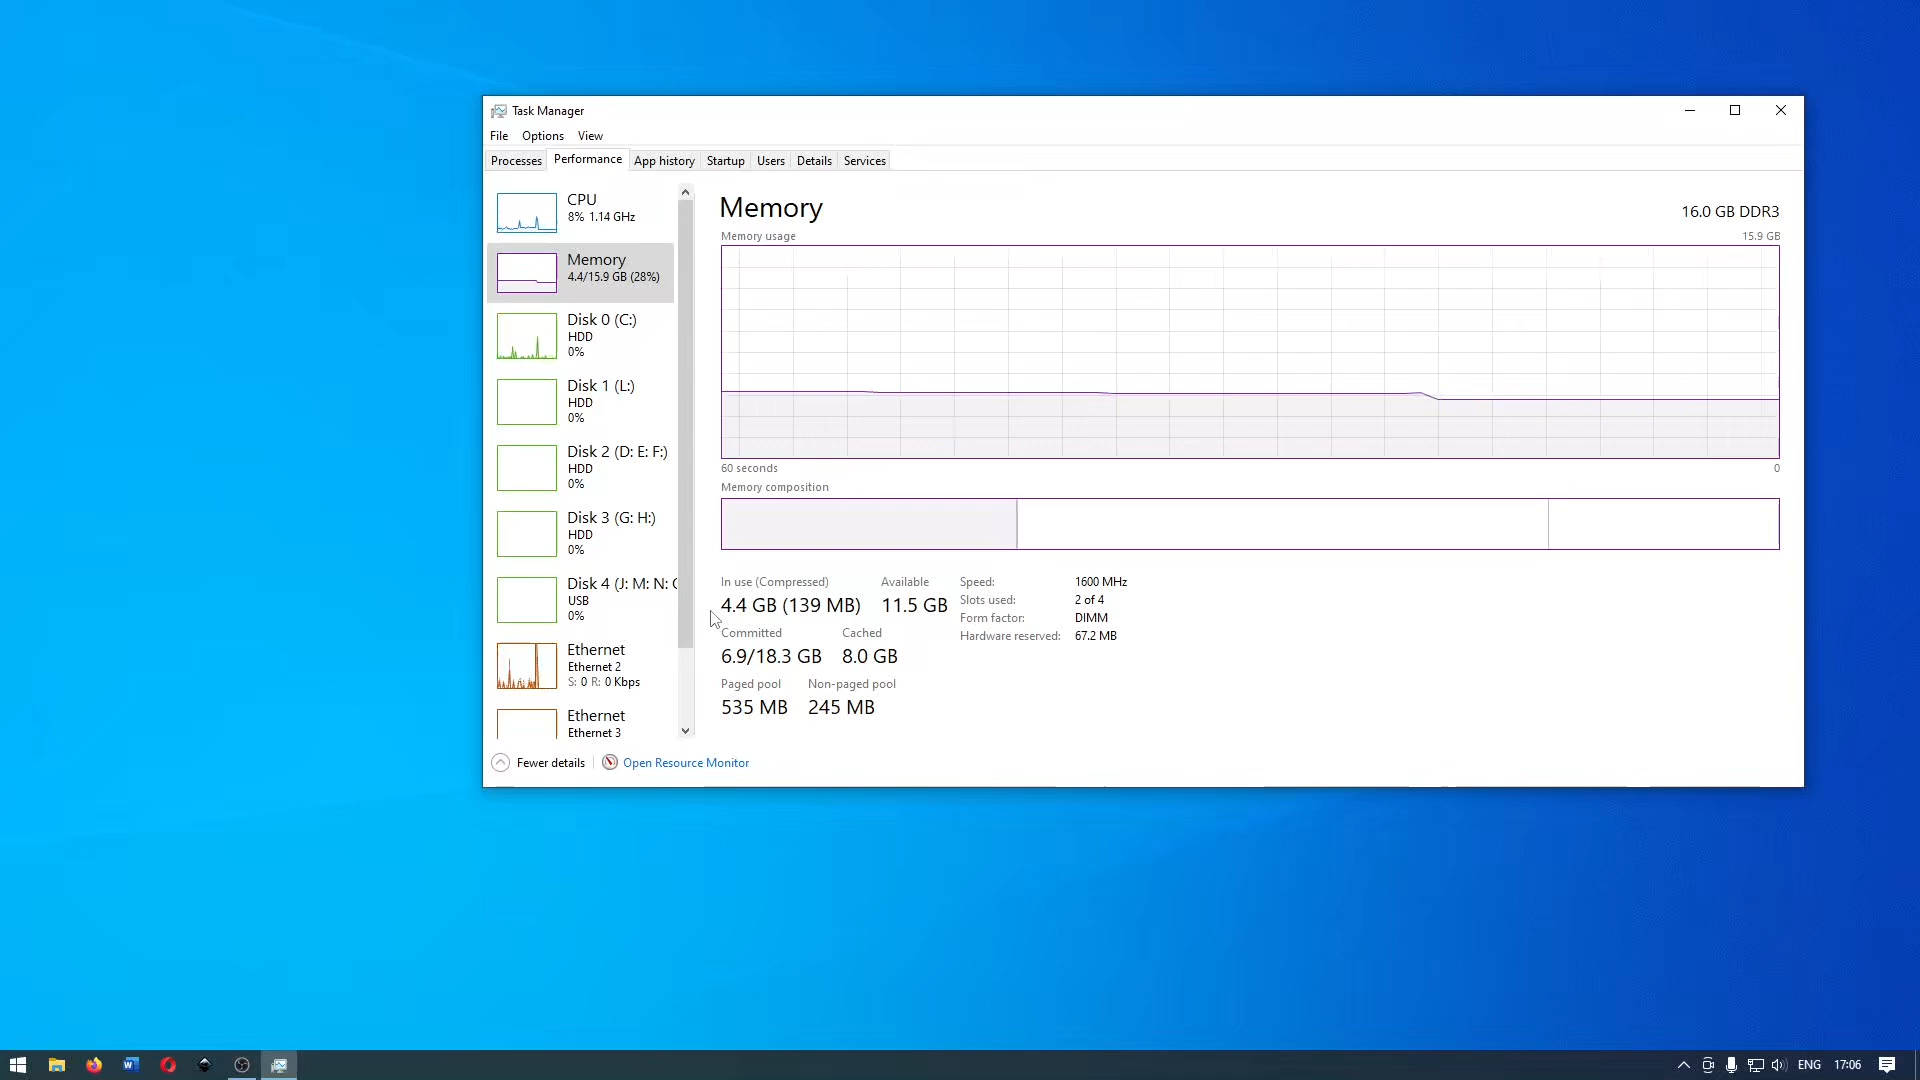 Task Manager
File Options View
Processes Performance App history Startup Users Details Services
CPU
8% 1.14 GHz
Memory
4.4/15.9 GB (28%)
Disk 0 (C:)
HDD
0%
Disk 1 (L:)
HDD
0%
Disk 2 (D: E: F:)
HDD
0%
Disk 3 (G: H:)
HDD
0%
Disk 4 (J: M: N:
USB
0%
Ethernet
Ethernet 2
S: 0 R: 0 Kbps
Ethernet
Ethernet 3
Memory
16.0 GB DDR3
Memory usage
15.9 GB
60 seconds
0
Memory composition
In use (Compressed)
4.4 GB (139 MB)
Available
11.5 GB
Committed
6.9/18.3 GB
Cached
8.0 GB
Paged pool
535 MB
Non-paged pool
245 MB
Speed: 1600 MHz
Slots used: 2 of 4
Form factor: DIMM
Hardware reserved: 67.2 MB
Fewer details
Open Resource Monitor
ENG 17:06